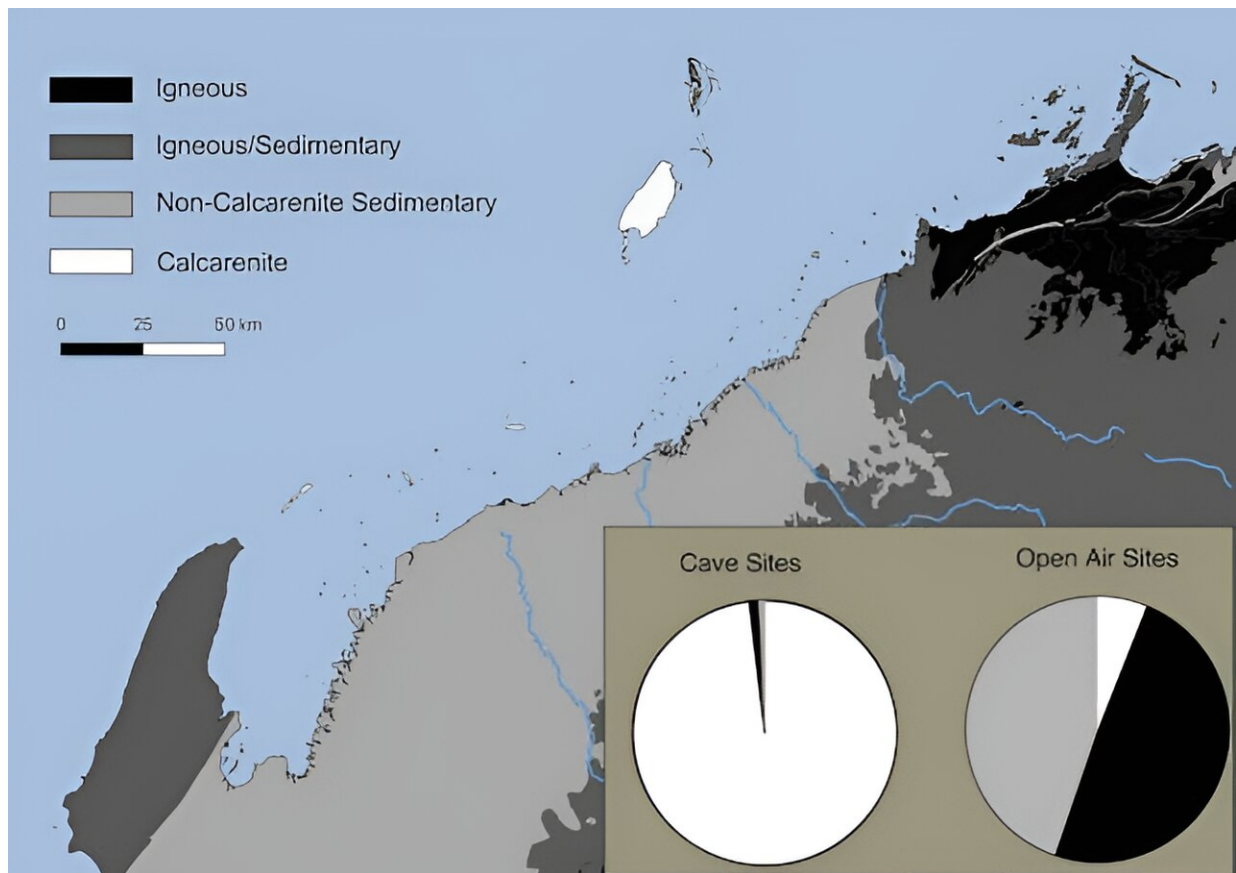 Igneous
Igneous/Sedimentary
Non-Calcarenite Sedimentary
Calcarenite
0 25 50 km
Cave Sites
Open Air Sites